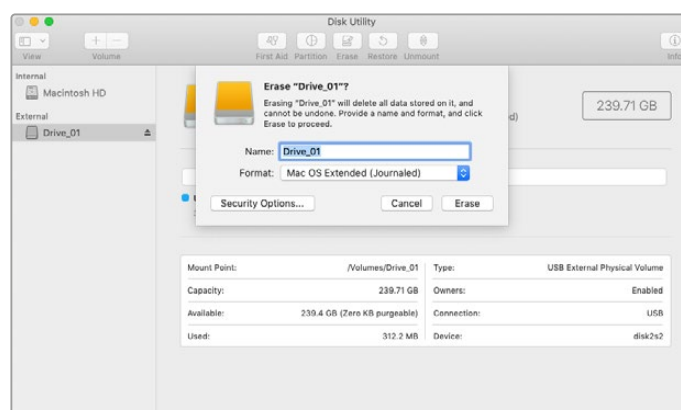 Disk Utility
View
Volume
First Aid Partition Erase Restore Unmount
Info
Internal
Macintosh HD
External
Drive_01
Erase "Drive_01"?
Erasing "Drive_01" will delete all data stored on it, and
cannot be undone. Provide a name and format, and click
Erase to proceed.
d)
239.71 GB
Name: Drive_01
Format: Mac OS Extended (Journaled)
Security Options... Cancel Erase
Mount Point: /Volumes/Drive_01 Type: USB External Physical Volume
Capacity: 239.71 GB Owners: Enabled
Available: 239.4 GB (Zero KB purgeable) Connection: USB
Used: 312.2 MB Device: disk2s2